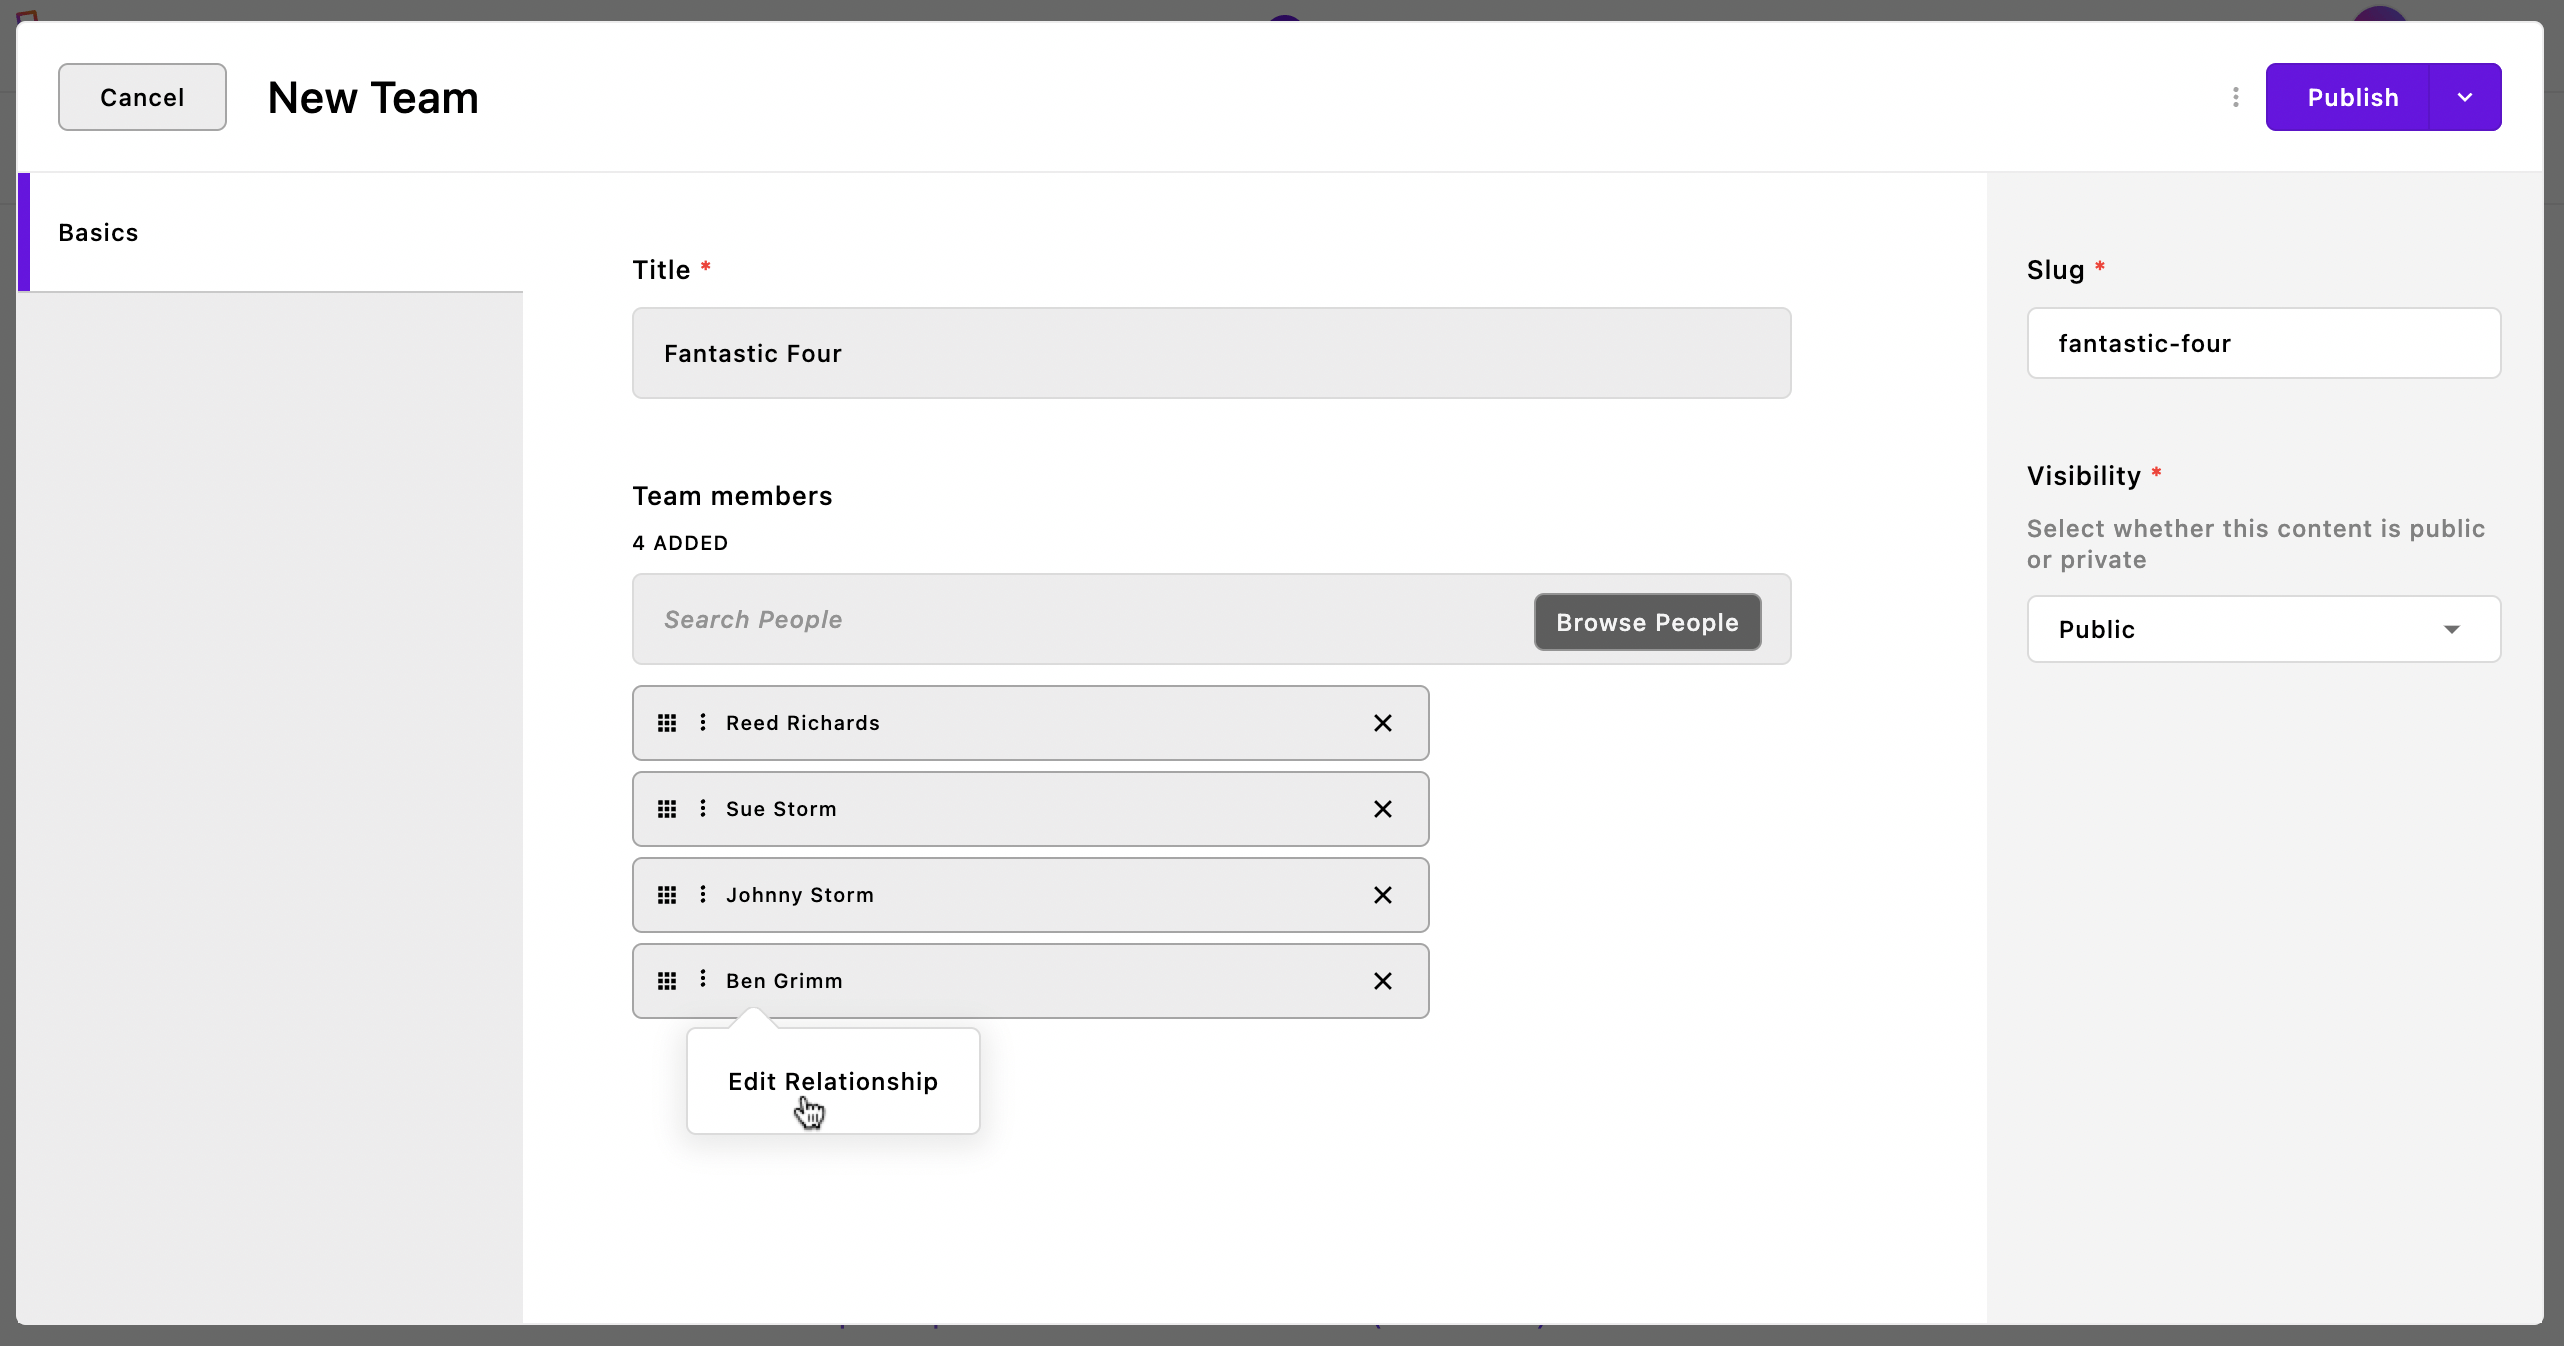 Cancel
New Team
Publish
Basics
Title *
Fantastic Four
Team members
4 ADDED
Search People
Browse People
Reed Richards
Sue Storm
Johnny Storm
Ben Grimm
Edit Relationship
Slug *
fantastic-four
Visibility *
Select whether this content is public
or private
Public